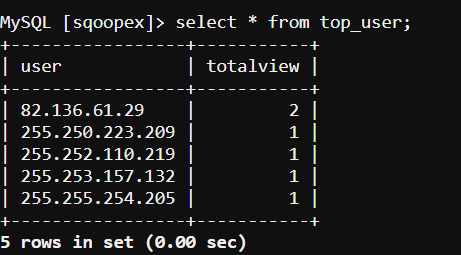 MySQL [sqoopex]> select * from top_user;
+-----------------+-----------+
| user            | totalview |
+-----------------+-----------+
| 82.136.61.29    |         2 |
| 255.250.223.209 |         1 |
| 255.252.110.219 |         1 |
| 255.253.157.132 |         1 |
| 255.255.254.205 |         1 |
+-----------------+-----------+
5 rows in set (0.00 sec)